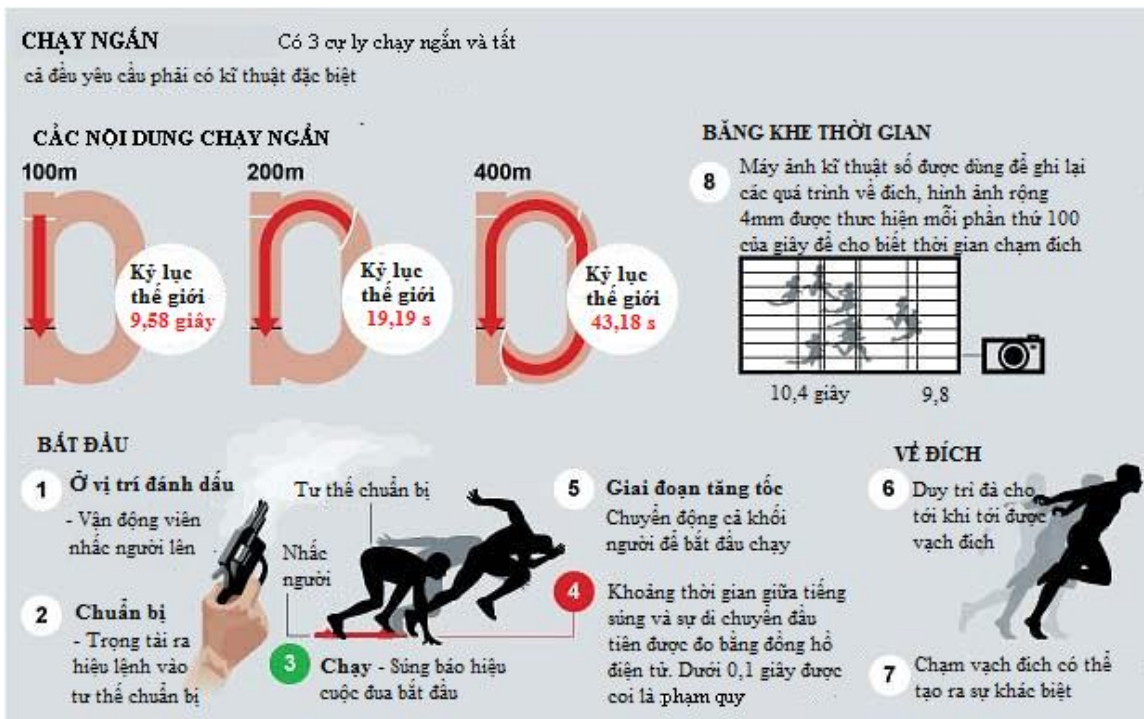 CHẠY NGẮN Có 3 cự ly chạy ngắn và tất
cả đều yêu cầu phải có kĩ thuật đặc biệt
CÁC NỘI DUNG CHẠY NGẮN
100m
200m
400m
Kỷ lục
thế giới
9,58 giây
Kỷ lục
thế giới
19,19 s
Kỷ lục
thế giới
43,18 s
BĂNG KHE THỜI GIAN
8
Máy ảnh kĩ thuật số được dùng để ghi lại
các quá trình về đích, hình ảnh rộng
4mm được thực hiện mỗi phần thứ 100
của giây để cho biết thời gian chạm đích
10,4 giây
9,8
BẮT ĐẦU
1 Ở vị trí đánh dấu
- Vận động viên
nhấc người lên
2 Chuẩn bị
- Trọng tài ra
hiệu lệnh vào
tư thế chuẩn bị
Tư thế chuẩn bị
Nhấc
người
3 Chạy - Súng báo hiệu
cuộc đua bắt đầu
5 Giai đoạn tăng tốc
Chuyển động cả khối
người để bắt đầu chạy
4 Khoảng thời gian giữa tiếng
súng và sự di chuyển đầu
tiên được đo bằng đồng hồ
điện tử. Dưới 0,1 giây được
coi là phạm quy
VỀ ĐÍCH
6 Duy trì đà cho
tới khi tới được
vạch đích
7 Chạm vạch đích có thể
tạo ra sự khác biệt